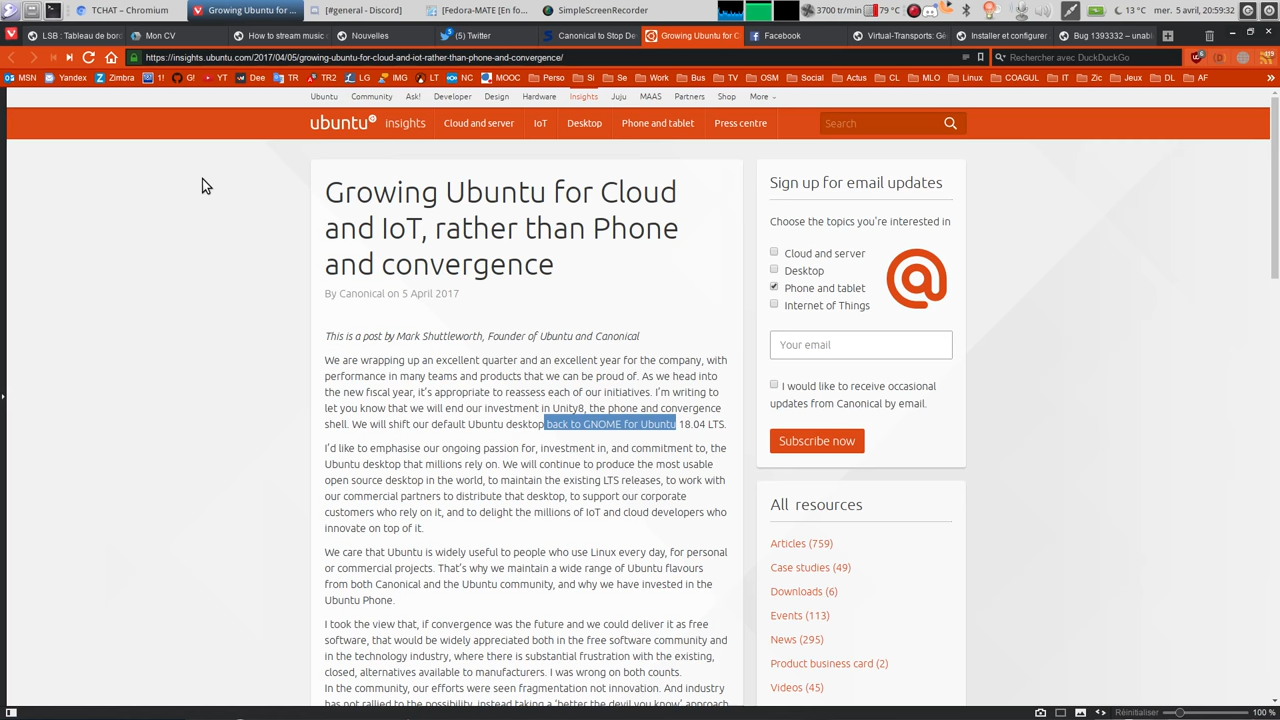 TCHAT ~ Chromium
Growing Ubuntu for ...
[#general - Discord]
[Fedora-MATE [En fo...
SimpleScreenRecorder
3700 tr/min
79 °C
13 °C
mer. 5 avril, 20:59:32
LSB : Tableau de bord
Mon CV
How to stream music
Nouvelles
(5) Twitter
Canonical to Stop De
Growing Ubuntu for C
Facebook
Virtual-Transports: Gé
Installer et configurer
Bug 1393332 – unabl
https://insights.ubuntu.com/2017/04/05/growing-ubuntu-for-cloud-and-iot-rather-than-phone-and-convergence/
Rechercher avec DuckDuckGo
MSN
Yandex
Zimbra
1!
G!
YT
Dee
TR
LG
IMG
LT
NC
MOOC
Perso
Si
Se
Work
Bus
TV
OSM
Social
Actus
CL
MLO
Linux
COAGUL
IT
Zic
Jeux
DL
AF
Ubuntu
Community
Ask!
Developer
Design
Hardware
Insights
Juju
MAAS
Partners
Shop
More
ubuntu insights
Cloud and server
IoT
Desktop
Phone and tablet
Press centre
Search
Growing Ubuntu for Cloud
and IoT, rather than Phone
and convergence
By Canonical on 5 April 2017
This is a post by Mark Shuttleworth, Founder of Ubuntu and Canonical
We are wrapping up an excellent quarter and an excellent year for the company, with
performance in many teams and products that we can be proud of. As we head into
the new fiscal year, it's appropriate to reassess each of our initiatives. I'm writing to
let you know that we will end our investment in Unity8, the phone and convergence
shell. We will shift our default Ubuntu desktop back to GNOME for Ubuntu 18.04 LTS.
I'd like to emphasise our ongoing passion for, investment in, and commitment to, the
Ubuntu desktop that millions rely on. We will continue to produce the most usable
open source desktop in the world, to maintain the existing LTS releases, to work with
our commercial partners to distribute that desktop, to support our corporate
customers who rely on it, and to delight the millions of IoT and cloud developers who
innovate on top of it.
We care that Ubuntu is widely useful to people who use Linux every day, for personal
or commercial projects. That's why we maintain a wide range of Ubuntu flavours
from both Canonical and the Ubuntu community, and why we have invested in the
Ubuntu Phone.
I took the view that, if convergence was the future and we could deliver it as free
software, that would be widely appreciated both in the free software community and
in the technology industry, where there is substantial frustration with the existing,
closed, alternatives available to manufacturers. I was wrong on both counts.
In the community, our efforts were seen fragmentation not innovation. And industry
has not rallied to the possibility, instead taking a 'better the devil you know' approach
Sign up for email updates
Choose the topics you're interested in
Cloud and server
Desktop
Phone and tablet
Internet of Things
Your email
I would like to receive occasional
updates from Canonical by email.
Subscribe now
All resources
Articles (759)
Case studies (49)
Downloads (6)
Events (113)
News (295)
Product business card (2)
Videos (45)
Réinitialiser
100 %